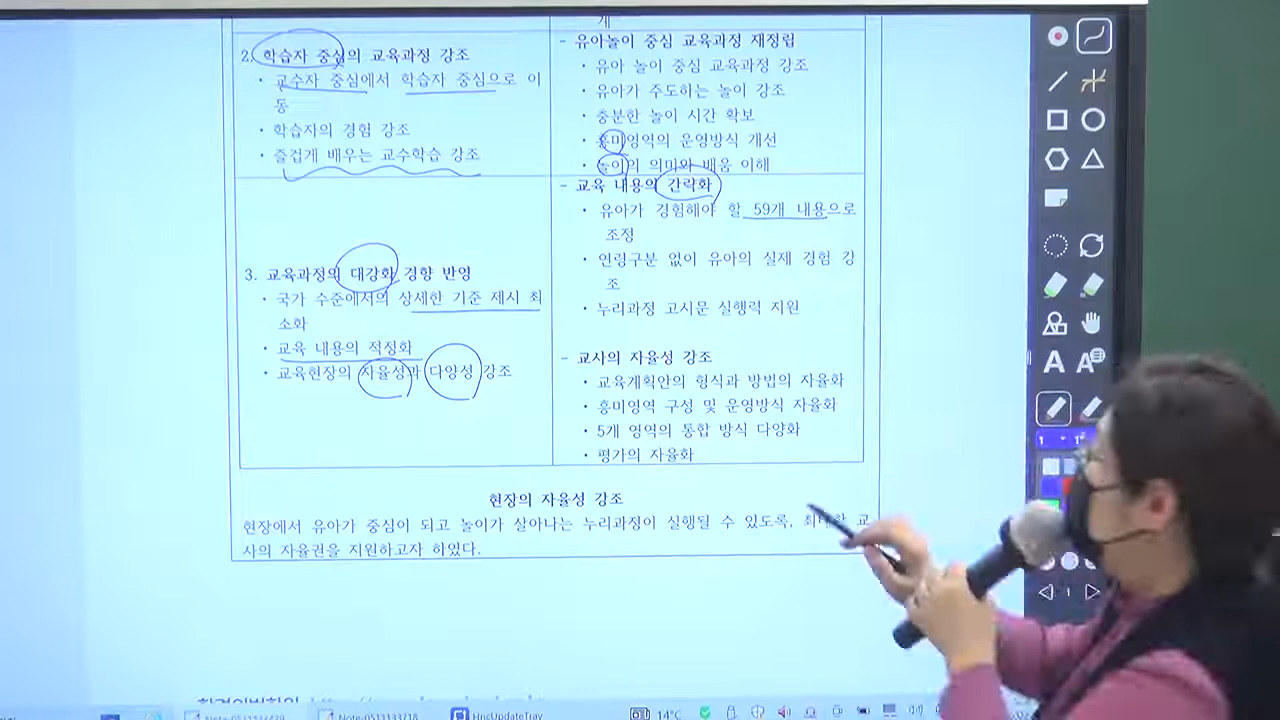 개
2. 학습자 중심의 교육과정 강조
· 교수자 중심에서 학습자 중심으로 이
동
· 학습자의 경험 강조
· 즐겁게 배우는 교수학습 강조
- 유아놀이 중심 교육과정 재정립
· 유아 놀이 중심 교육과정 강조
· 유아가 주도하는 놀이 강조
· 충분한 놀이 시간 확보
· 흥미영역의 운영방식 개선
· 놀이의 의미와 배움 이해
3. 교육과정의 대강화 경향 반영
· 국가 수준에서의 상세한 기준 제시 최
소화
· 교육 내용의 적정화
· 교육현장의 자율성과 다양성 강조
- 교육 내용의 간략화
· 유아가 경험해야 할 59개 내용으로
조정
· 연령구분 없이 유아의 실제 경험 강
조
· 누리과정 고시문 실행력 지원
- 교사의 자율성 강조
· 교육계획안의 형식과 방법의 자율화
· 흥미영역 구성 및 운영방식 자율화
· 5개 영역의 통합 방식 다양화
· 평가의 자율화
현장의 자율성 강조
현장에서 유아가 중심이 되고 놀이가 살아나는 누리과정이 실행될 수 있도록, 최대한 교
사의 자율권을 지원하고자 하였다.
A A
1
1
HncUpdateTray
14°C